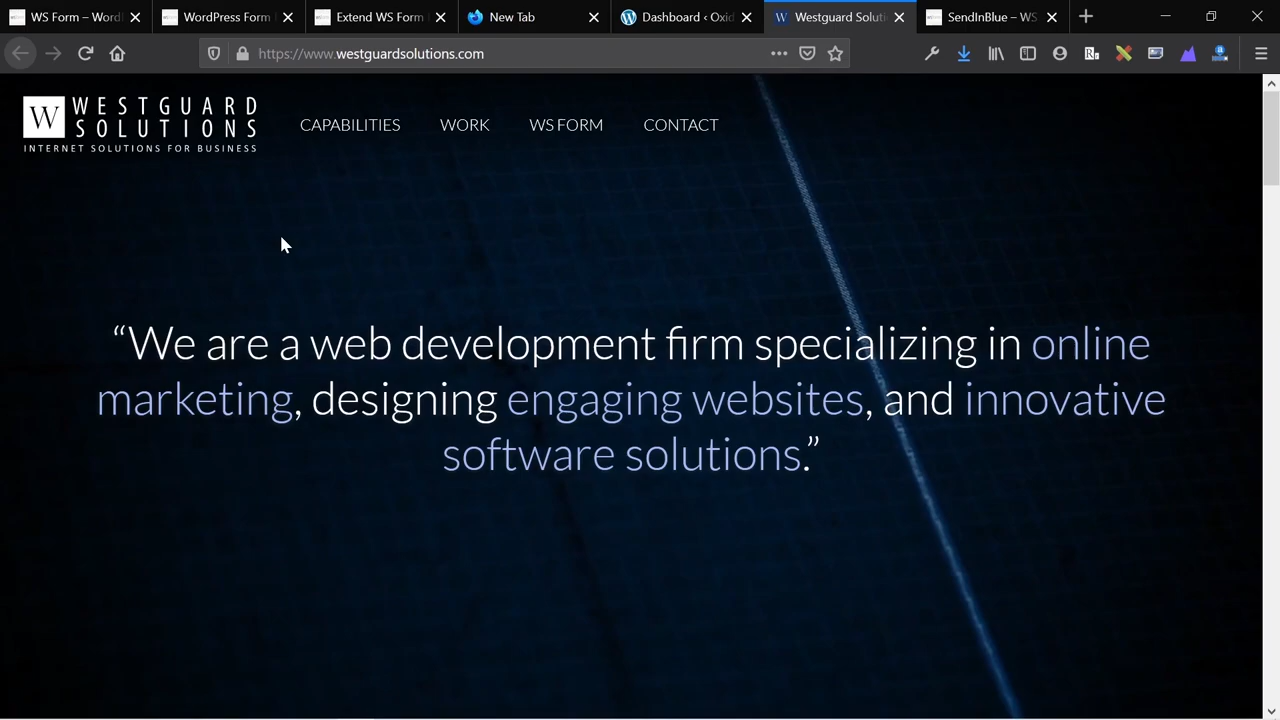 WS Form – Word
WordPress Form
Extend WS Form
New Tab
Dashboard ‹ Oxid
Westguard Soluti
SendInBlue – WS
https://www.westguardsolutions.com
W WESTGUARD
SOLUTIONS
INTERNET SOLUTIONS FOR BUSINESS
CAPABILITIES WORK WS FORM CONTACT
“We are a web development firm specializing in online
marketing, designing engaging websites, and innovative
software solutions.”